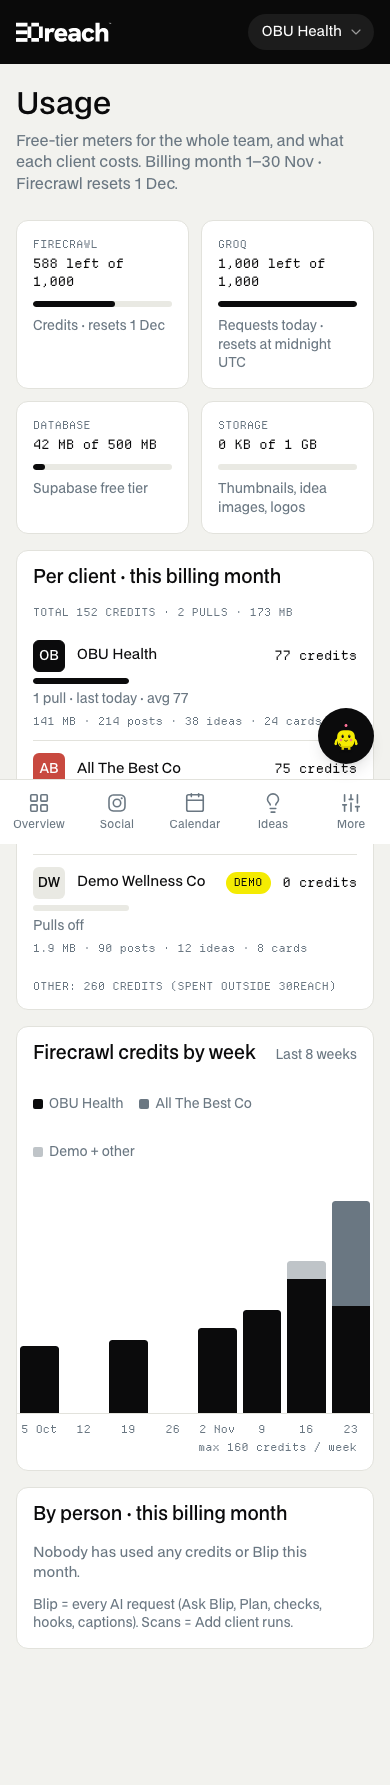 30reach
OBU Health
Usage
Free-tier meters for the whole team, and what
each client costs. Billing month 1–30 Nov ·
Firecrawl resets 1 Dec.
FIRECRAWL
588 left of
1,000
Credits · resets 1 Dec
GROQ
1,000 left of
1,000
Requests today ·
resets at midnight
UTC
DATABASE
42 MB of 500 MB
Supabase free tier
STORAGE
0 KB of 1 GB
Thumbnails, idea
images, logos
Per client · this billing month
TOTAL 152 CREDITS · 2 PULLS · 173 MB
OB OBU Health 77 credits
1 pull · last today · avg 77
141 MB · 214 posts · 38 ideas · 24 cards
AB All The Best Co 75 credits
Overview Social Calendar Ideas More
DW Demo Wellness Co DEMO 0 credits
Pulls off
1.9 MB · 90 posts · 12 ideas · 8 cards
OTHER: 260 CREDITS (SPENT OUTSIDE 30REACH)
Firecrawl credits by week Last 8 weeks
OBU Health All The Best Co
Demo + other
5 Oct 12 19 26 2 Nov 9 16 23
max 160 credits / week
By person · this billing month
Nobody has used any credits or Blip this
month.
Blip = every AI request (Ask Blip, Plan, checks,
hooks, captions). Scans = Add client runs.